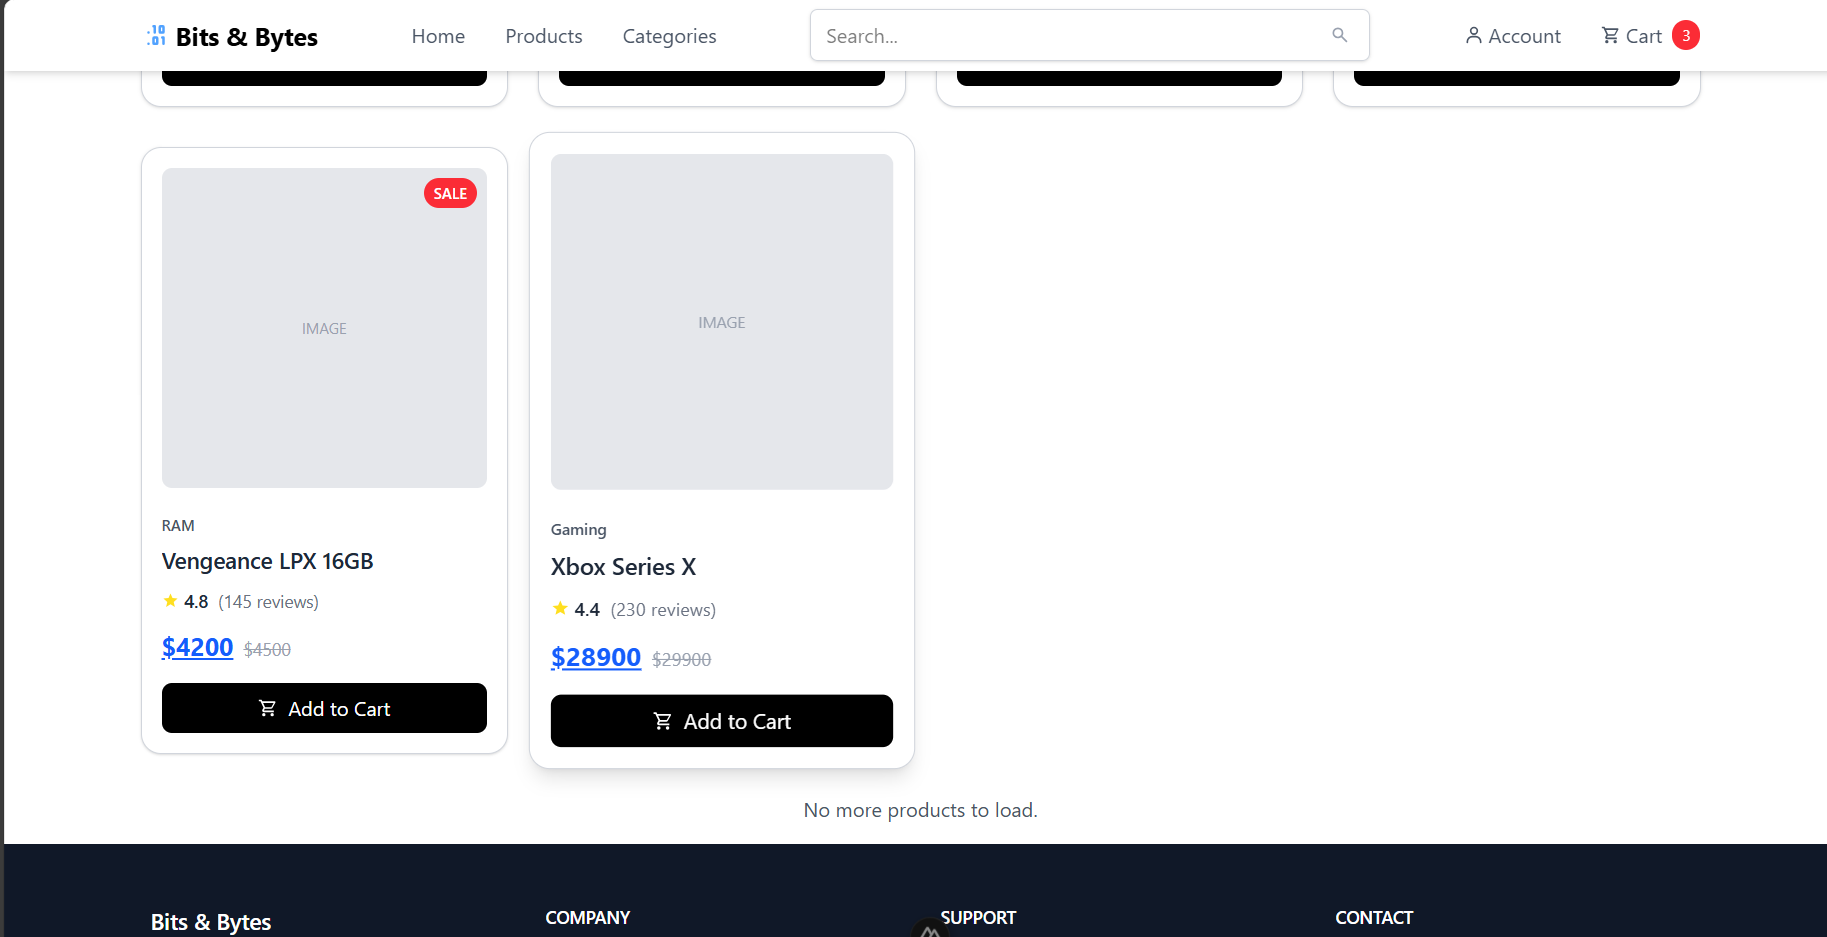 Bits & Bytes
Home
Products
Categories
Search...
Account
Cart
3
SALE
IMAGE
RAM
Vengeance LPX 16GB
4.8 (145 reviews)
$4200 $4500
Add to Cart
IMAGE
Gaming
Xbox Series X
4.4 (230 reviews)
$28900 $29900
Add to Cart
No more products to load.
Bits & Bytes
COMPANY
SUPPORT
CONTACT